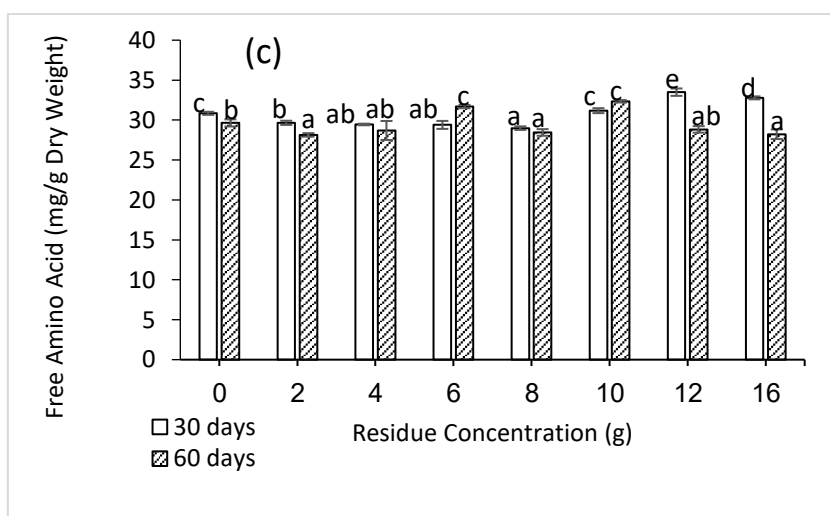 (c)
Free Amino Acid (mg/g Dry Weight)
40
35
30
25
20
15
10
5
0
c b b a ab ab ab c a a c c e ab d a
0 2 4 6 8 10 12 16
Residue Concentration (g)
30 days
60 days